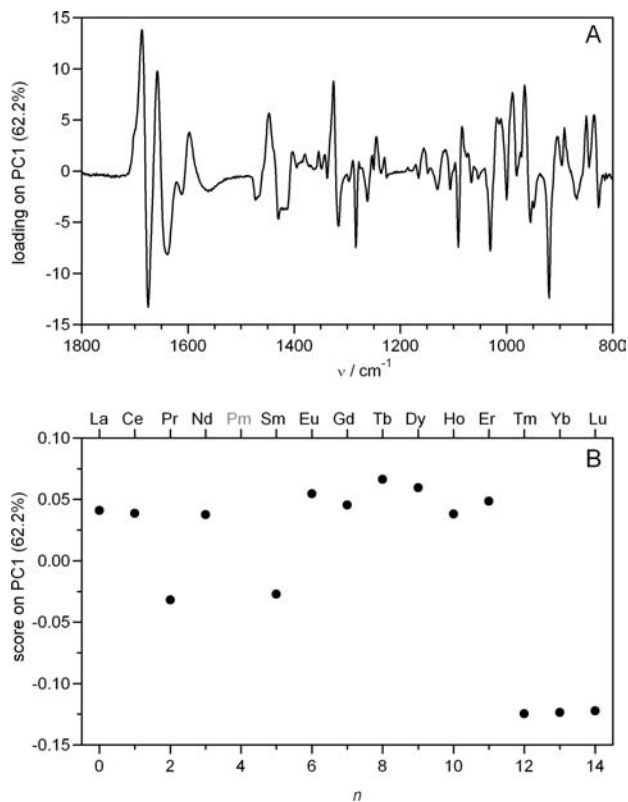 A
15
10
5
0
-5
-10
-15
loading on PC1 (62.2%)
1800 1600 1400 1200 1000 800
ν / cm⁻¹
La Ce Pr Nd Pm Sm Eu Gd Tb Dy Ho Er Tm Yb Lu
B
0.10
0.05
0.00
-0.05
-0.10
-0.15
score on PC1 (62.2%)
0 2 4 6 8 10 12 14
n